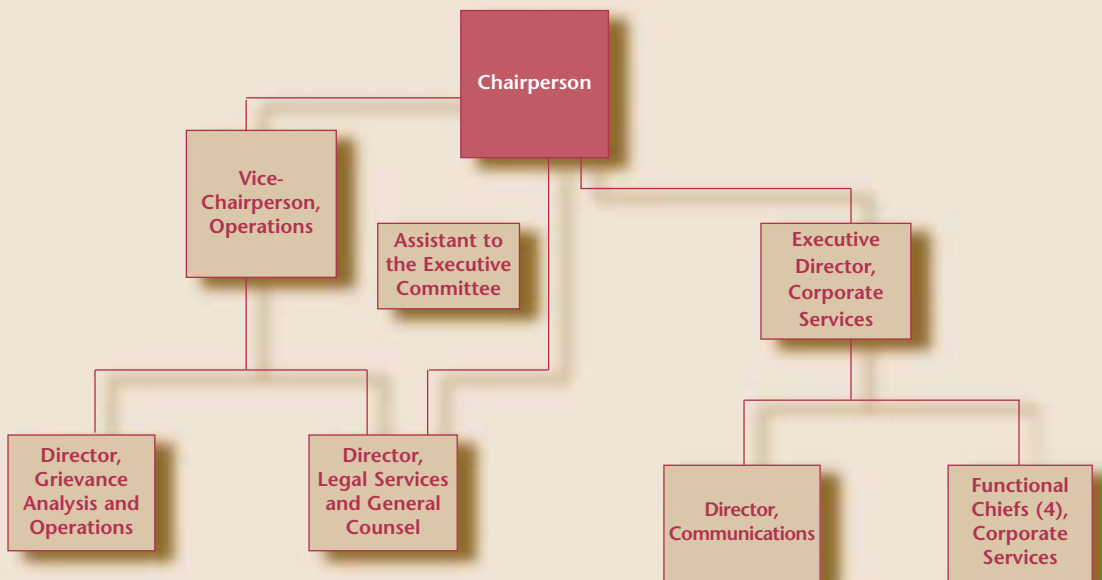 Chairperson
Vice-
Chairperson,
Operations
Assistant to
the Executive
Committee
Executive
Director,
Corporate
Services
Director,
Grievance
Analysis and
Operations
Director,
Legal Services
and General
Counsel
Director,
Communications
Functional
Chiefs (4),
Corporate
Services